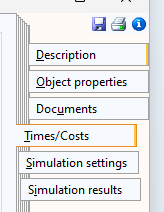 Description
Object properties
Documents
Times/Costs
Simulation settings
Simulation results